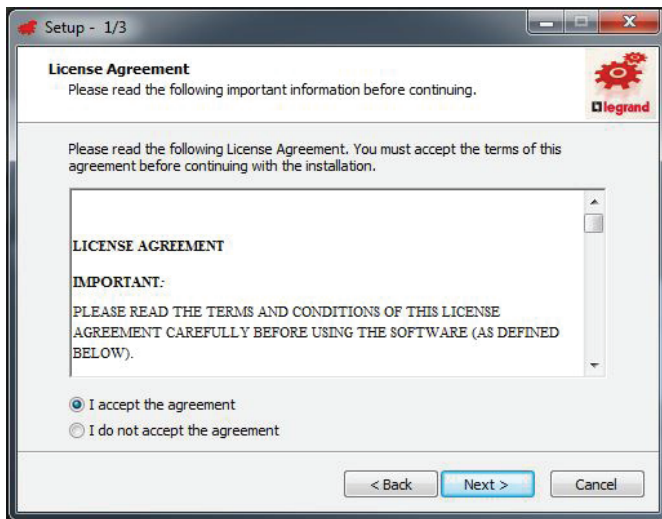 Setup - 1/3
License Agreement
Please read the following important information before continuing.
legrand
Please read the following License Agreement. You must accept the terms of this
agreement before continuing with the installation.
LICENSE AGREEMENT
IMPORTANT:
PLEASE READ THE TERMS AND CONDITIONS OF THIS LICENSE
AGREEMENT CAREFULLY BEFORE USING THE SOFTWARE (AS DEFINED
BELOW).
I accept the agreement
I do not accept the agreement
< Back
Next >
Cancel